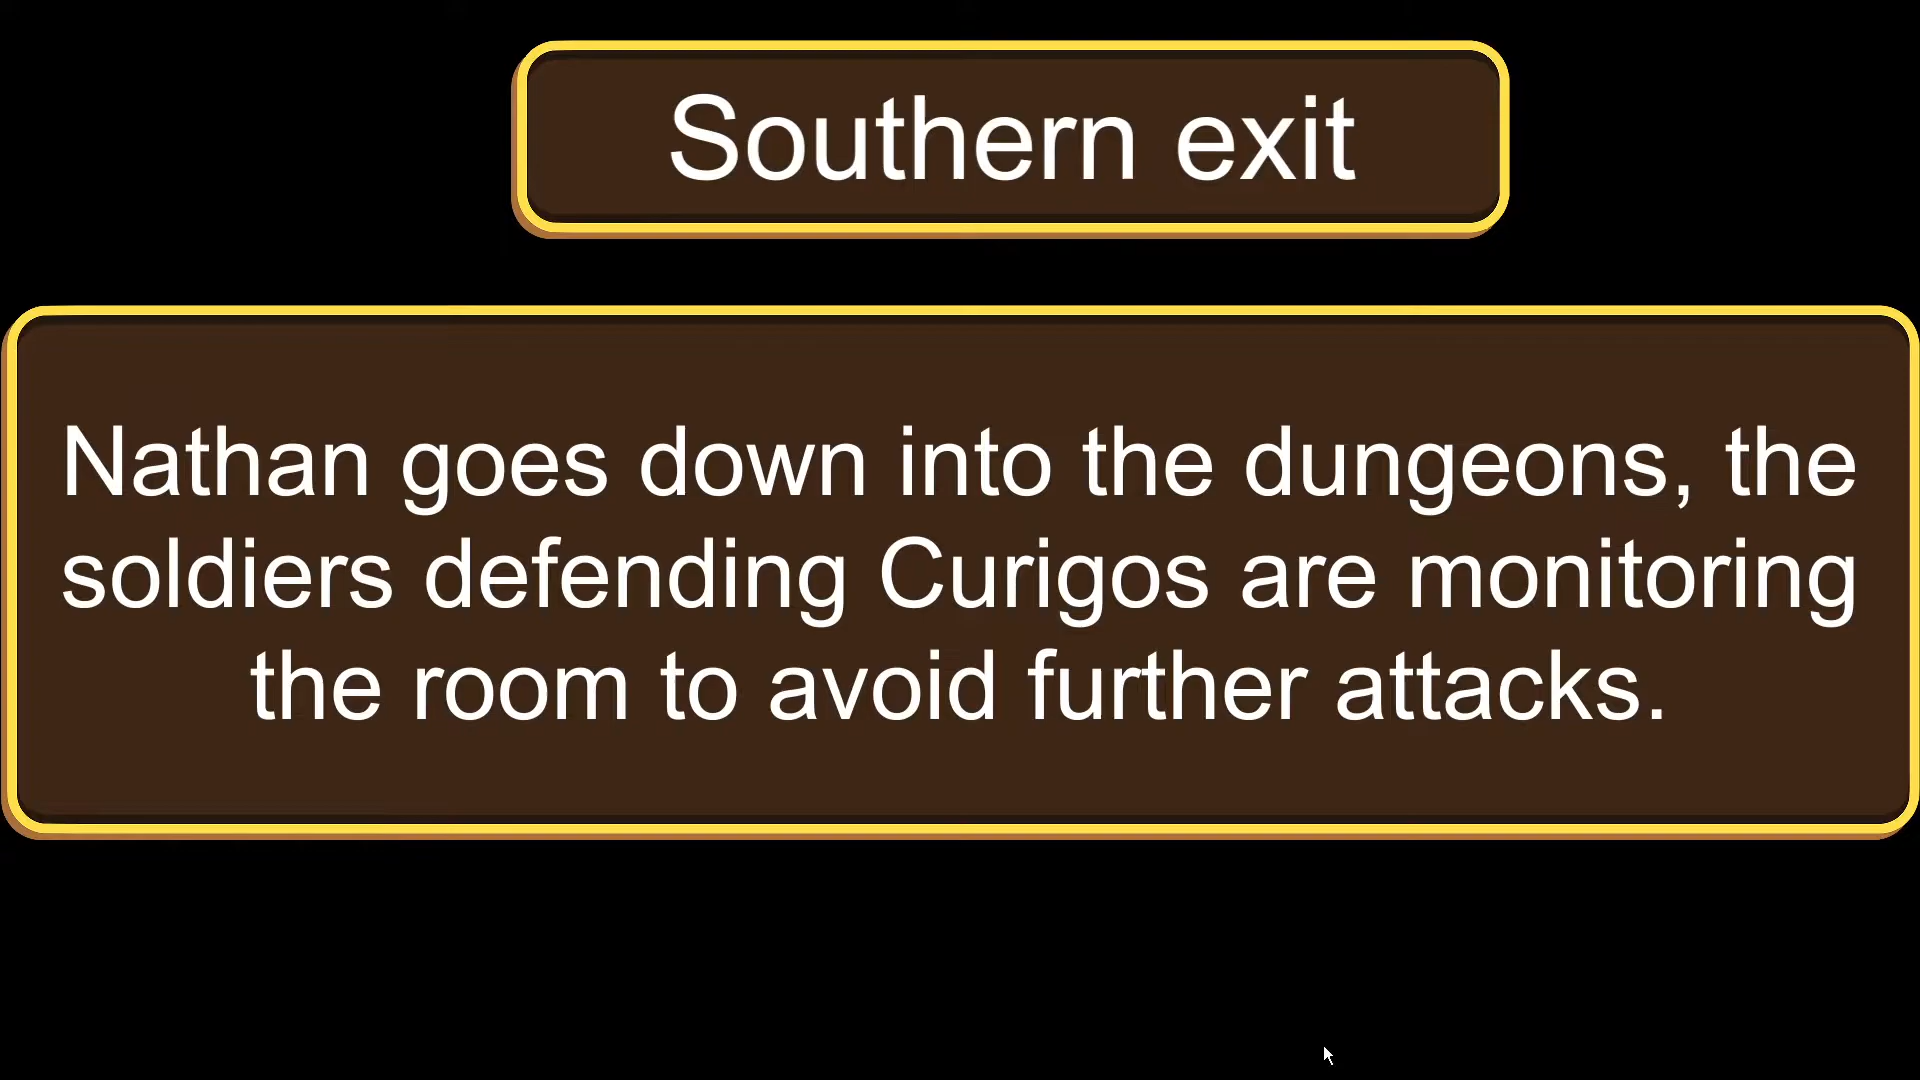 Southern exit
Nathan goes down into the dungeons, the
soldiers defending Curigos are monitoring
the room to avoid further attacks.